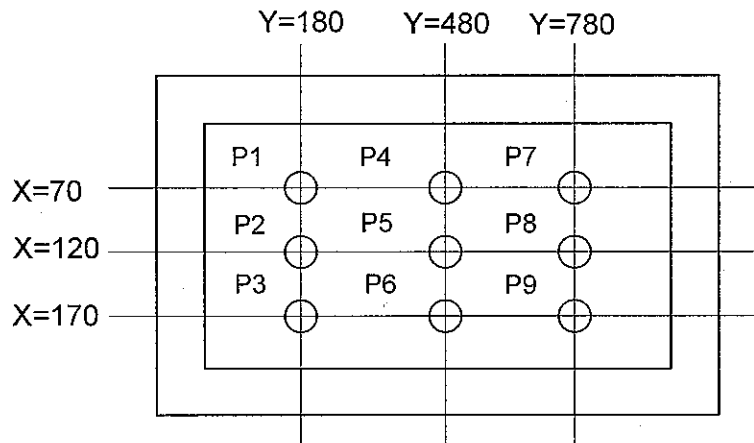 Y=180 Y=480 Y=780
P1 P4 P7
X=70
P2 P5 P8
X=120
P3 P6 P9
X=170